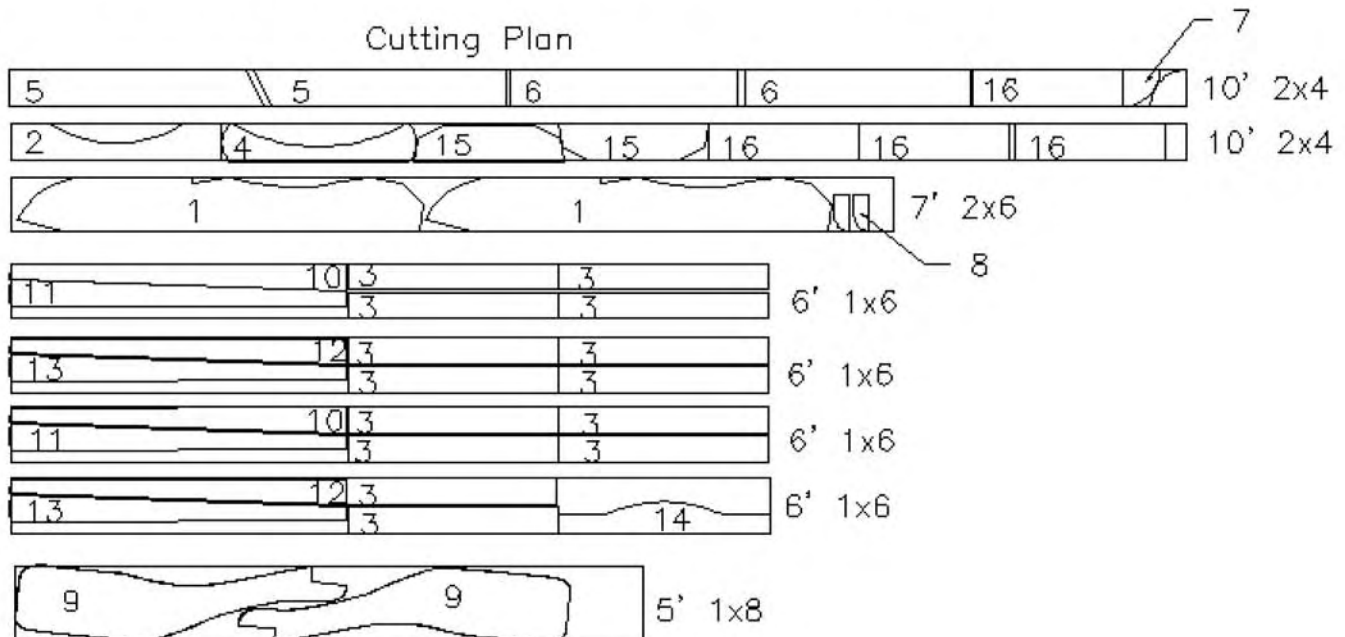 Cutting Plan
7
5 5 6 6 16 10' 2x4
2 4 15 15 16 16 16 10' 2x4
1 1 7' 2x6
8
11 10 3 3
3 3 6' 1x6
13 12 3 3
3 3 6' 1x6
11 10 3 3
3 3 6' 1x6
13 12 3
3 14 6' 1x6
9 9 5' 1x8